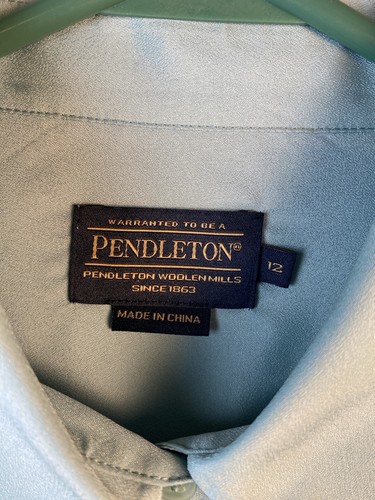 WARRANTED TO BE A
PENDLETON®
12
PENDLETON WOOLEN MILLS
SINCE 1863
MADE IN CHINA